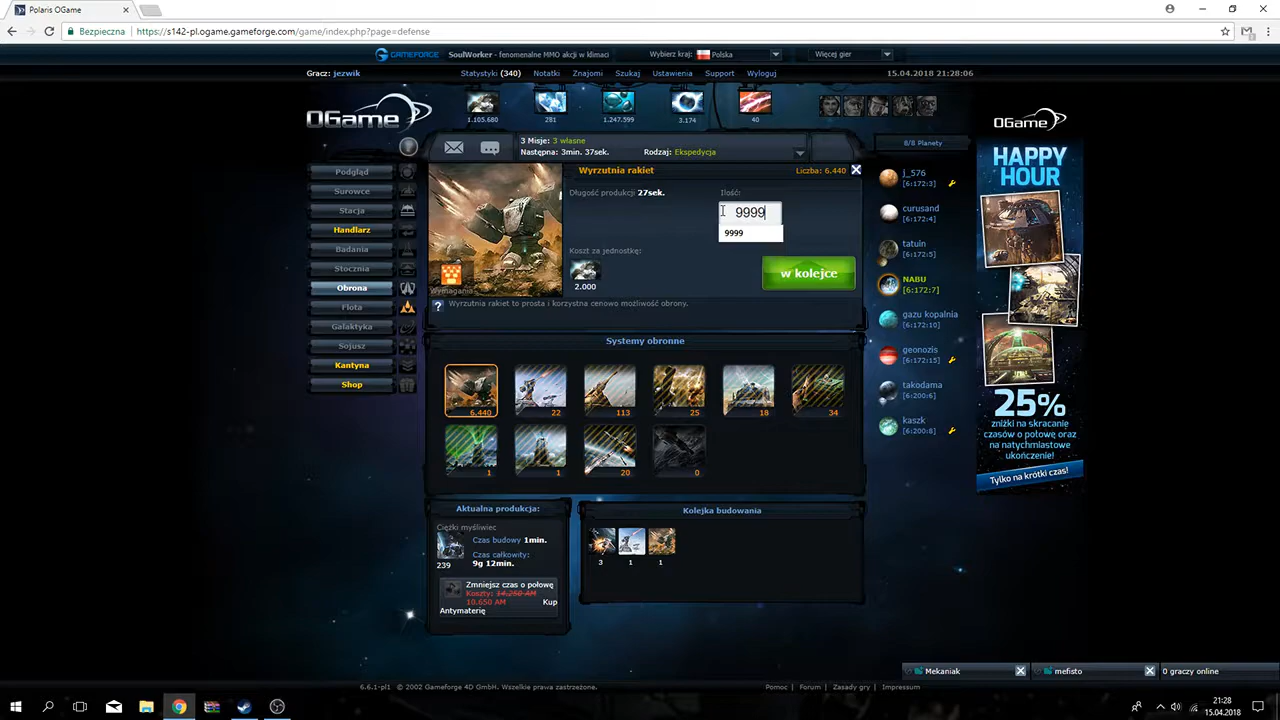 Polaris OGame
Bezpieczna
https://s142-pl.ogame.gameforge.com/game/index.php?page=defense
GAMEFORGE
SoulWorker - fenomenalne MMO akcji w klimaci
Wybierz kraj:
Polska
Więcej gier
Gracz: jezwik
Statystyki (340)
Notatki
Znajomi
Szukaj
Ustawienia
Support
Wyloguj
15.04.2018 21:28:06
OGame
1.105.680
281
1.247.599
3.174
40
3 Misje: 3 własne
Następna: 3min. 37sek.
Rodzaj: Ekspedycja
8/8 Planety
Podgląd
Surowce
Stacja
Handlarz
Badania
Stocznia
Obrona
Flota
Galaktyka
Sojusz
Kantyna
Shop
Wyrzutnia rakiet
Liczba: 6.440
Długość produkcji 27sek.
Ilość:
9999
9999
Koszt za jednostkę:
2.000
w kolejce
Wymagania
?
Wyrzutnia rakiet to prosta i korzystna cenowo możliwość obrony.
Systemy obronne
6.440
22
113
25
18
34
1
1
20
0
Aktualna produkcja:
Ciężki myśliwiec
Czas budowy 1min.
Czas całkowity:
9g 12min.
239
Zmniejsz czas o połowę
Koszty: 14.250 AM
10.650 AM
Kup
Antymaterię
Kolejka budowania
3
1
1
j_576
[6:172:3]
curusand
[6:172:4]
tatuin
[6:172:5]
NABU
[6:172:7]
gazu kopalnia
[6:172:10]
geonozis
[6:172:15]
takodama
[6:200:6]
kaszk
[6:200:8]
OGame
HAPPY
HOUR
25%
zniżki na skracanie
czasów o połowę oraz
na natychmiastowe
ukończenie!
Tylko na krótki czas!
Mekaniak
mefisto
0 graczy online
6.6.1-pl1
© 2002 Gameforge 4D GmbH. Wszelkie prawa zastrzeżone.
Pomoc | Forum | Zasady gry | Impressum
21:28
15.04.2018